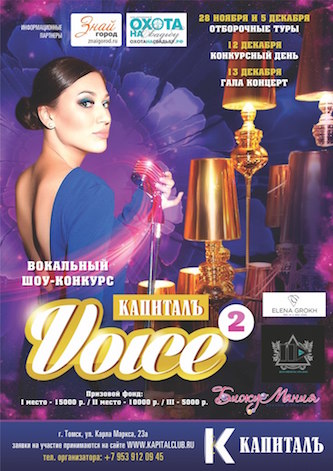 ИНФОРМАЦИОННЫЕ
ПАРТНЕРЫ
Знай
город
znaigorod.ru
ОХОТА
НА свадьбу
ОХОТАНАСВАДЬБУ.РФ
28 НОЯБРЯ И 5 ДЕКАБРЯ
ОТБОРОЧНЫЕ ТУРЫ
12 ДЕКАБРЯ
КОНКУРСНЫЙ ДЕНЬ
13 ДЕКАБРЯ
ГАЛА КОНЦЕРТ
ВОКАЛЬНЫЙ
ШОУ-КОНКУРС
КАПИТАЛЪ
Voice 2
ELENA GROKH
Призовой фонд:
I место - 15000 р. / II место - 10000 р. / III - 5000 р.
БижуМания
г. Томск, ул. Карла Маркса, 23а
заявки на участие принимаются на сайте WWW.KAPITALCLUB.RU
тел. организатора: +7 953 912 09 45
К КАПИТАЛЪ